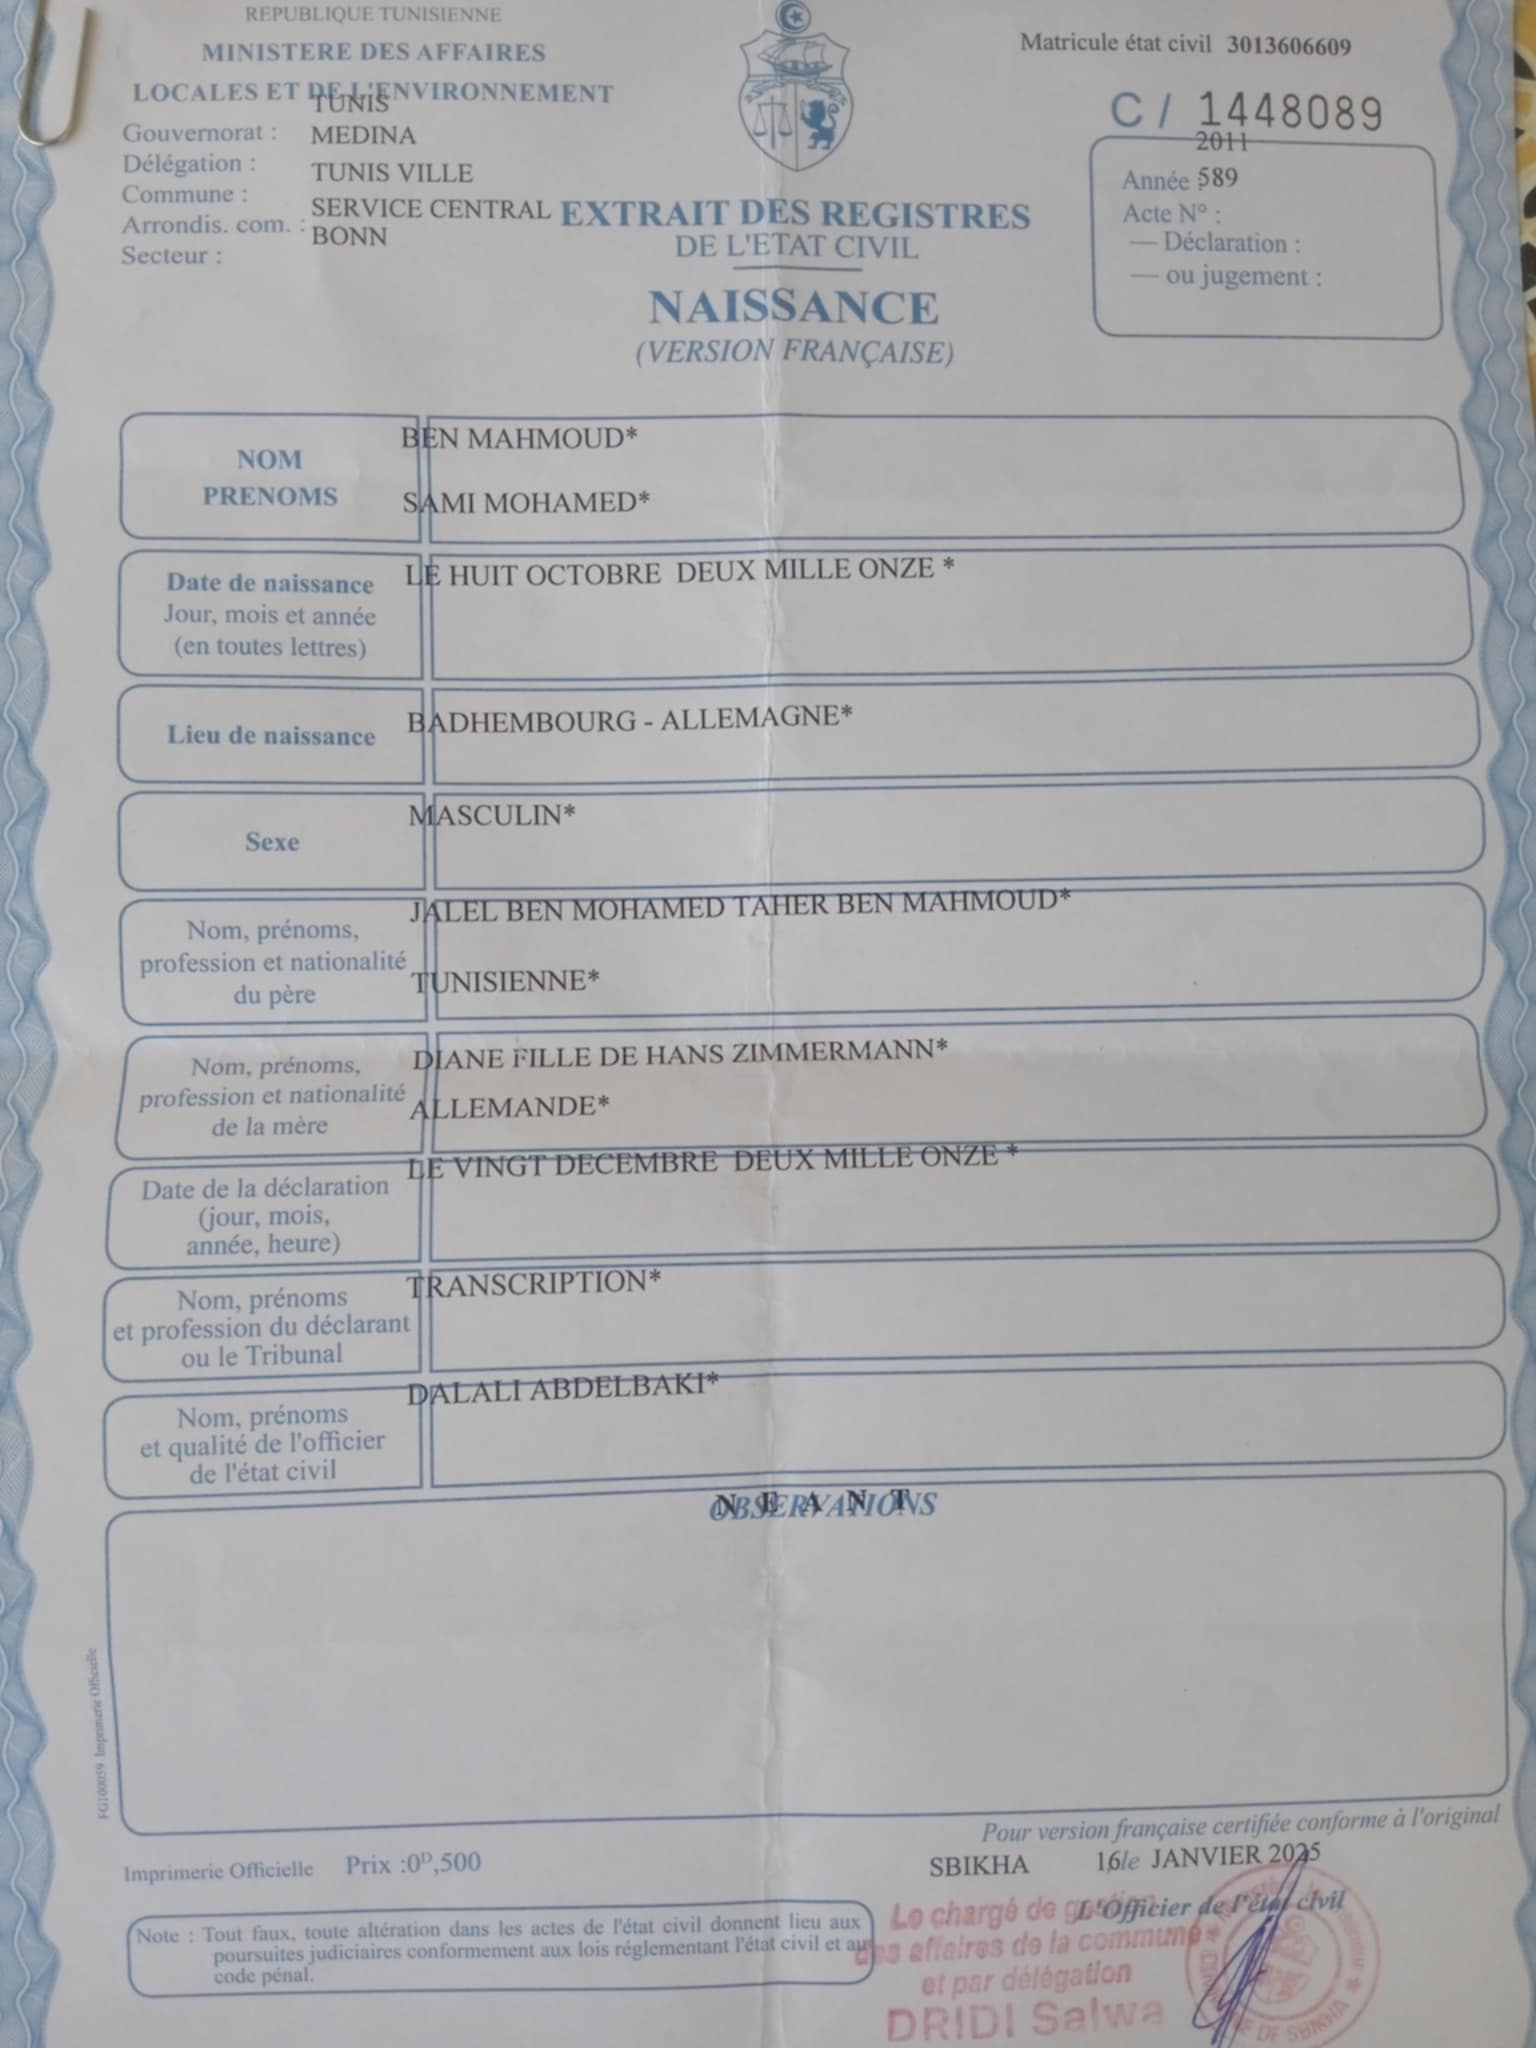 REPUBLIQUE TUNISIENNE
MINISTERE DES AFFAIRES
LOCALES ET DE L'ENVIRONNEMENT
Gouvernorat : TUNIS
Délégation : MEDINA
Commune : TUNIS VILLE
Arrondis. com. : SERVICE CENTRAL
Secteur : BONN
Matricule état civil 3013606609
C / 1448089
2011
Année : 589
Acte N° :
— Déclaration :
— ou jugement :
EXTRAIT DES REGISTRES
DE L'ETAT CIVIL
NAISSANCE
(VERSION FRANÇAISE)
NOM
PRENOMS
BEN MAHMOUD*
SAMI MOHAMED*
Date de naissance
Jour, mois et année
(en toutes lettres)
LE HUIT OCTOBRE DEUX MILLE ONZE *
Lieu de naissance
BADHEMBOURG - ALLEMAGNE*
Sexe
MASCULIN*
Nom, prénoms,
profession et nationalité
du père
JALEL BEN MOHAMED TAHER BEN MAHMOUD*
TUNISIENNE*
Nom, prénoms,
profession et nationalité
de la mère
DIANE FILLE DE HANS ZIMMERMANN*
ALLEMANDE*
Date de la déclaration
(jour, mois,
année, heure)
LE VINGT DECEMBRE DEUX MILLE ONZE *
Nom, prénoms
et profession du déclarant
ou le Tribunal
TRANSCRIPTION*
Nom, prénoms
et qualité de l'officier
de l'état civil
DALALI ABDELBAKI*
OBSERVATIONS
N E A N T
FG100059 Imprimerie Officielle
Pour version française certifiée conforme à l'original
Imprimerie Officielle Prix :0ᴰ,500
SBIKHA 16 le JANVIER 2025
L'Officier de l'état civil
Note : Tout faux, toute altération dans les actes de l'état civil donnent lieu aux
poursuites judiciaires conformement aux lois réglementant l'état civil et au
code pénal.
Le chargé de gestion
des affaires de la commune
et par délégation
DRIDI Salwa
DE SBIKHA